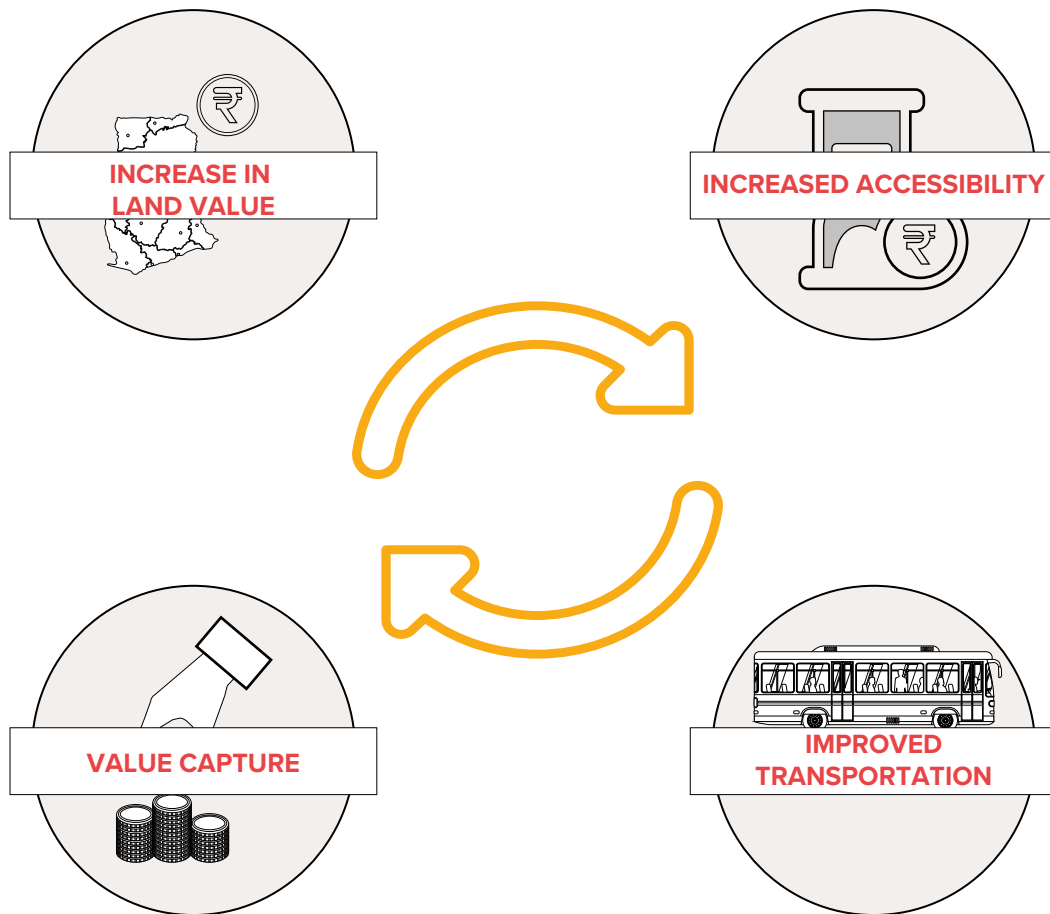 INCREASE IN
LAND VALUE
INCREASED ACCESSIBILITY
VALUE CAPTURE
IMPROVED
TRANSPORTATION